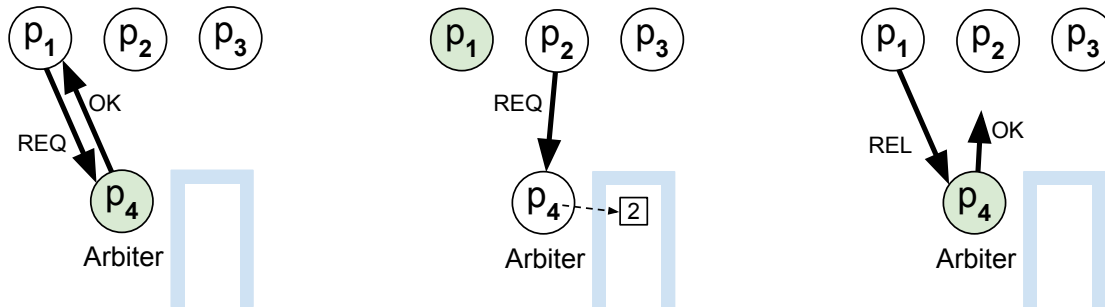 p1 p2 p3
OK
REQ
p4
Arbiter
p1 p2 p3
REQ
p4
2
Arbiter
p1 p2 p3
REL
OK
p4
Arbiter